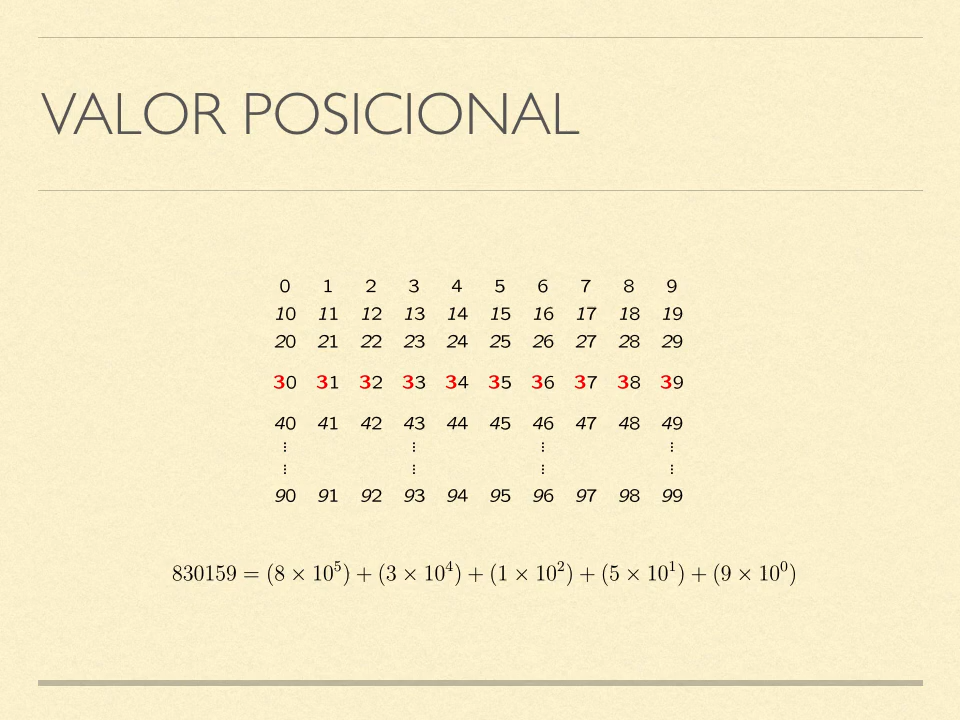 VALOR POSICIONAL
0 1 2 3 4 5 6 7 8 9
10 11 12 13 14 15 16 17 18 19
20 21 22 23 24 25 26 27 28 29
30 31 32 33 34 35 36 37 38 39
40 41 42 43 44 45 46 47 48 49
⋮ ⋮ ⋮ ⋮
⋮ ⋮ ⋮ ⋮
90 91 92 93 94 95 96 97 98 99
830159 = (8 × 10⁵) + (3 × 10⁴) + (1 × 10²) + (5 × 10¹) + (9 × 10⁰)